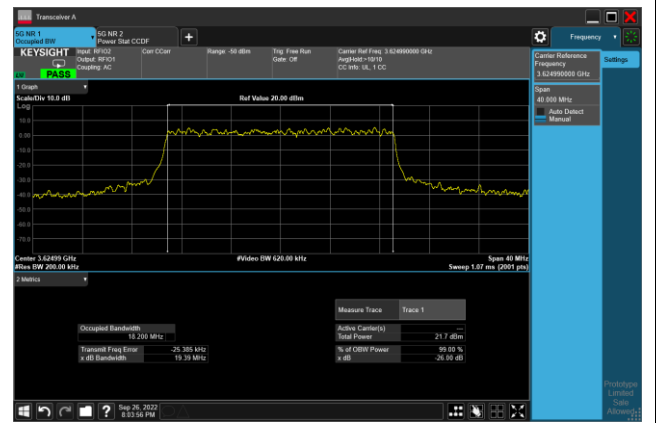 Transceiver A
5G NR 1
Occupied BW
5G NR 2
Power Stat CCDF
Frequency
KEYSIGHT
Input: RFIO2
Output: RFIO1
Coupling: AC
Corr CCorr
Range: -50 dBm
Trig: Free Run
Gate: Off
Carrier Ref Freq: 3.624990000 GHz
Avg|Hold:>10/10
CC Info: UL, 1 CC
PASS
Carrier Reference
Frequency
3.624990000 GHz
Settings
Span
40.000 MHz
Auto Detect
Manual
1 Graph
Scale/Div 10.0 dB
Ref Value 20.00 dBm
Log
10.0
0.00
-10.0
-20.0
-30.0
-40.0
-50.0
-60.0
-70.0
Center 3.62499 GHz
#Video BW 620.00 kHz
Span 40 MHz
#Res BW 200.00 kHz
Sweep 1.07 ms (2001 pts)
2 Metrics
Measure Trace
Trace 1
Occupied Bandwidth
18.200 MHz
Active Carrier(s)
---
Total Power
21.7 dBm
Transmit Freq Error
-25.385 kHz
% of OBW Power
99.00 %
x dB Bandwidth
19.39 MHz
x dB
-26.00 dB
Prototype
Limited
Sale
Allowed
Sep 26, 2022
8:03:56 PM